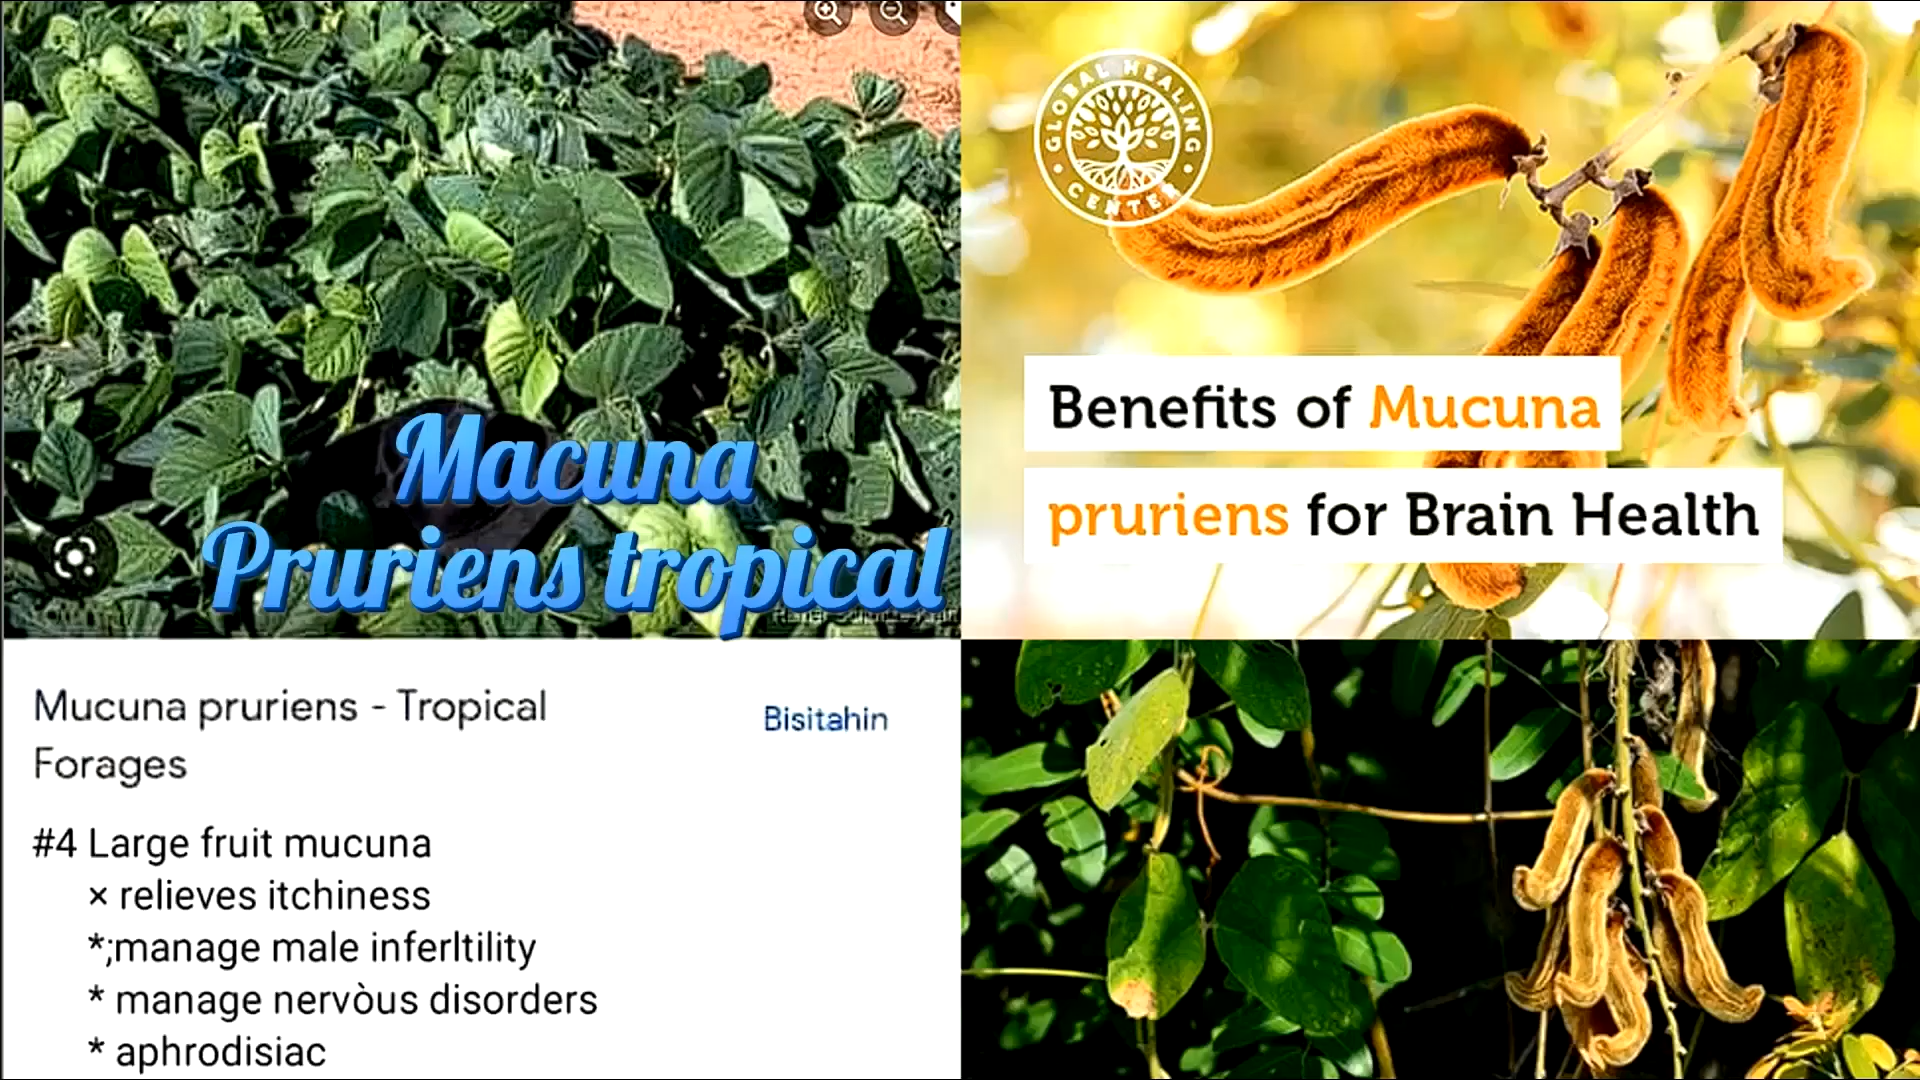 Macuna
Pruriens tropical
GLOBAL HEALING CENTER
Benefits of Mucuna
pruriens for Brain Health
Mucuna pruriens - Tropical
Forages
Bisitahin
#4 Large fruit mucuna
× relieves itchiness
*;manage male inferltility
* manage nervòus disorders
* aphrodisiac